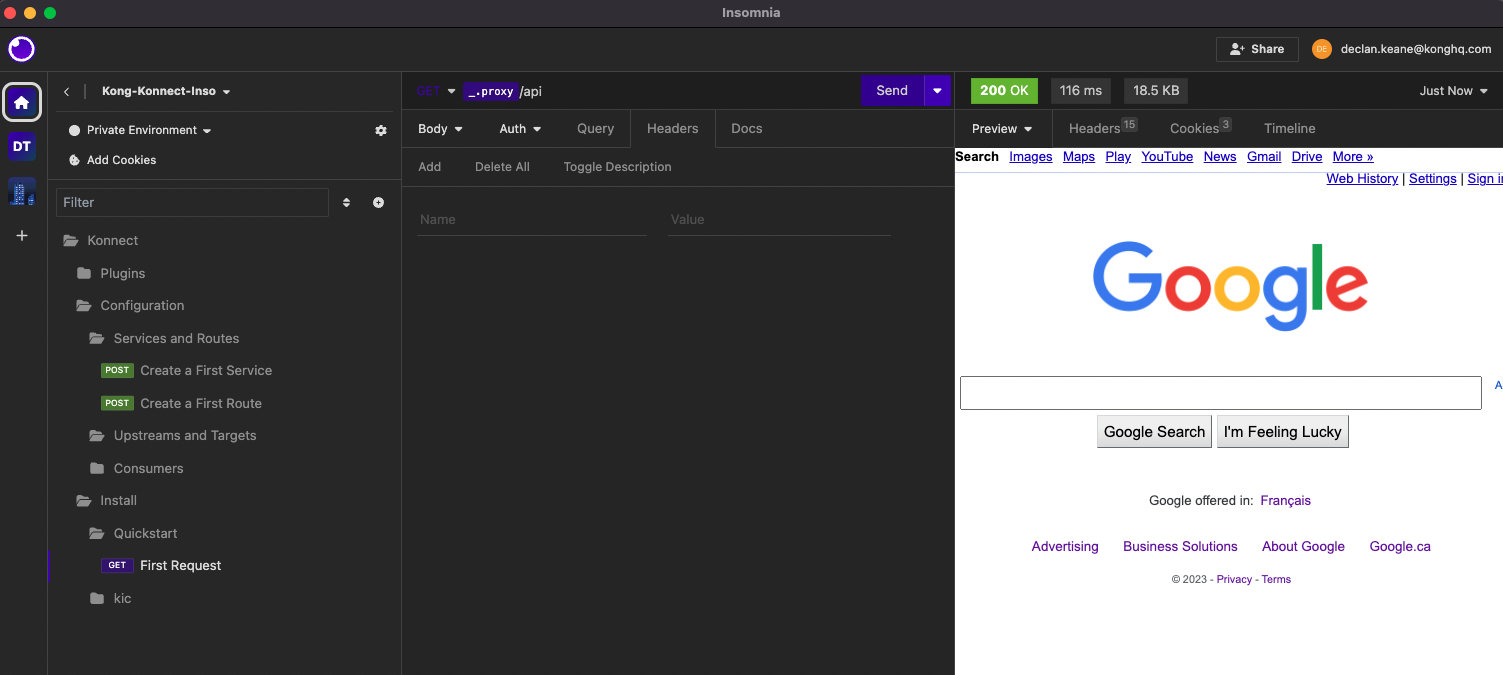 Insomnia
Share
DE
declan.keane@konghq.com
DT
Kong-Konnect-Inso
Private Environment
Add Cookies
Filter
Konnect
Plugins
Configuration
Services and Routes
POST Create a First Service
POST Create a First Route
Upstreams and Targets
Consumers
Install
Quickstart
GET First Request
kic
GET _.proxy /api Send
Body Auth Query Headers Docs
Add Delete All Toggle Description
Name Value
200 OK 116 ms 18.5 KB Just Now
Preview Headers 15 Cookies 3 Timeline
Search Images Maps Play YouTube News Gmail Drive More »
Web History | Settings | Sign i
Google
A
Google Search I'm Feeling Lucky
Google offered in: Français
Advertising Business Solutions About Google Google.ca
© 2023 - Privacy - Terms